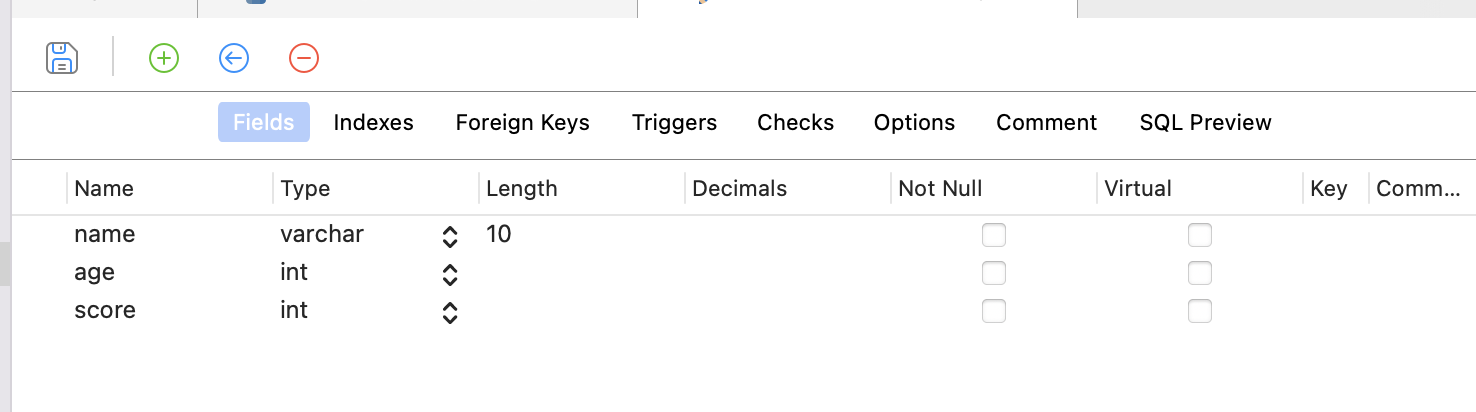 Fields Indexes Foreign Keys Triggers Checks Options Comment SQL Preview
Name Type Length Decimals Not Null Virtual Key Comm...
name varchar 10
age int
score int